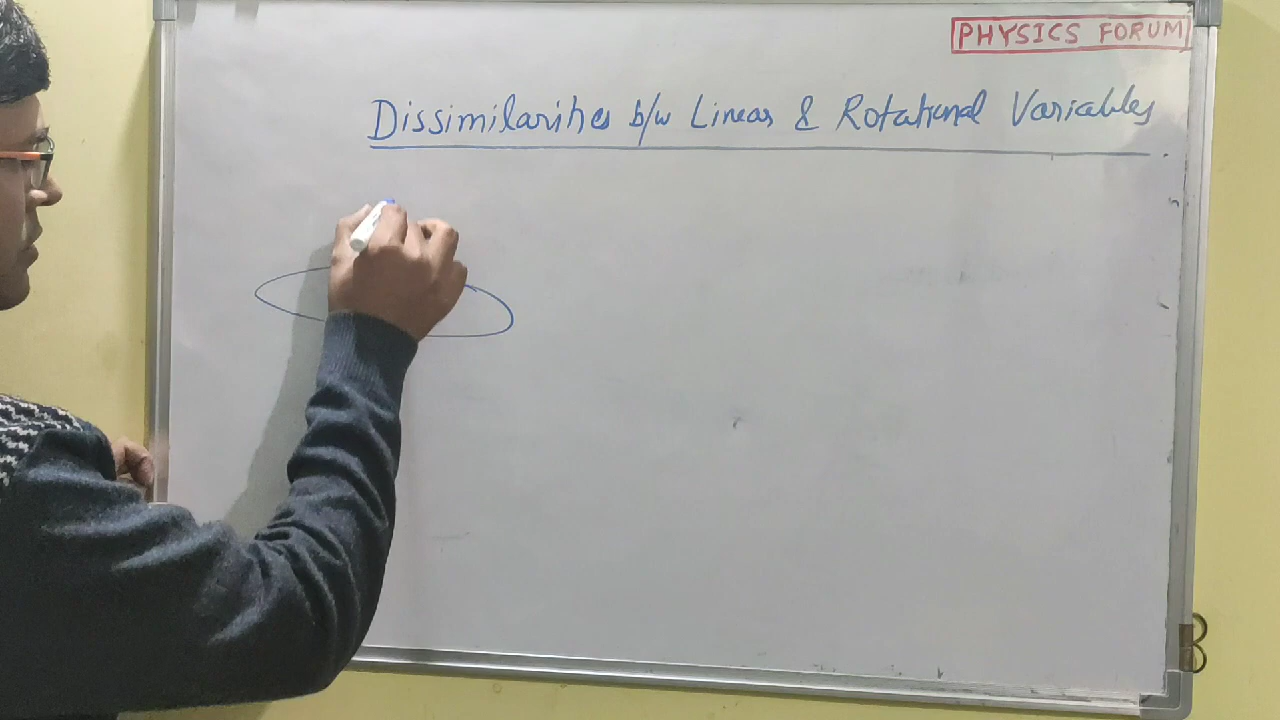 PHYSICS FORUM
Dissimilarities b/w Linear & Rotational Variables